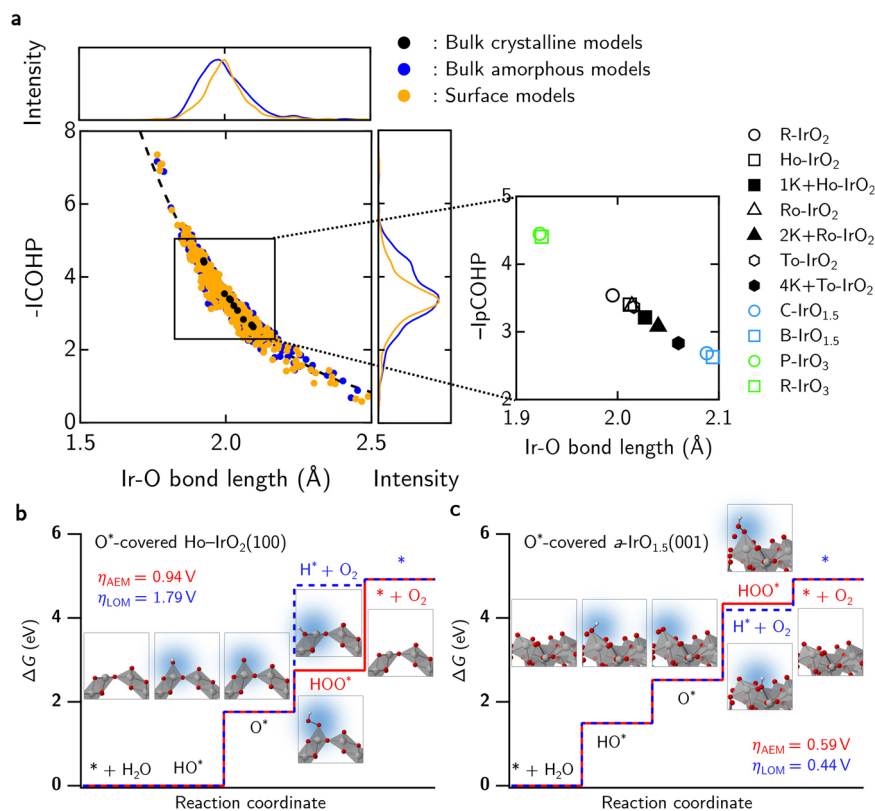 a
Intensity
: Bulk crystalline models
: Bulk amorphous models
: Surface models
8
6
4
2
0
-ICOHP
1.5
2.0
2.5
Ir-O bond length (Å)
Intensity
5
4
3
2
-IpCOHP
1.9
2.0
2.1
Ir-O bond length (Å)
R-IrO₂
Ho-IrO₂
1K+Ho-IrO₂
Ro-IrO₂
2K+Ro-IrO₂
To-IrO₂
4K+To-IrO₂
C-IrO₁.₅
B-IrO₁.₅
P-IrO₃
R-IrO₃
b
6
4
2
0
ΔG (eV)
O*-covered Ho–IrO₂(100)
η_AEM = 0.94 V
η_LOM = 1.79 V
H* + O₂
*
* + O₂
HOO*
O*
* + H₂O
HO*
Reaction coordinate
c
6
4
2
0
ΔG (eV)
O*-covered a-IrO₁.₅(001)
*
HOO*
* + O₂
H* + O₂
O*
HO*
* + H₂O
η_AEM = 0.59 V
η_LOM = 0.44 V
Reaction coordinate